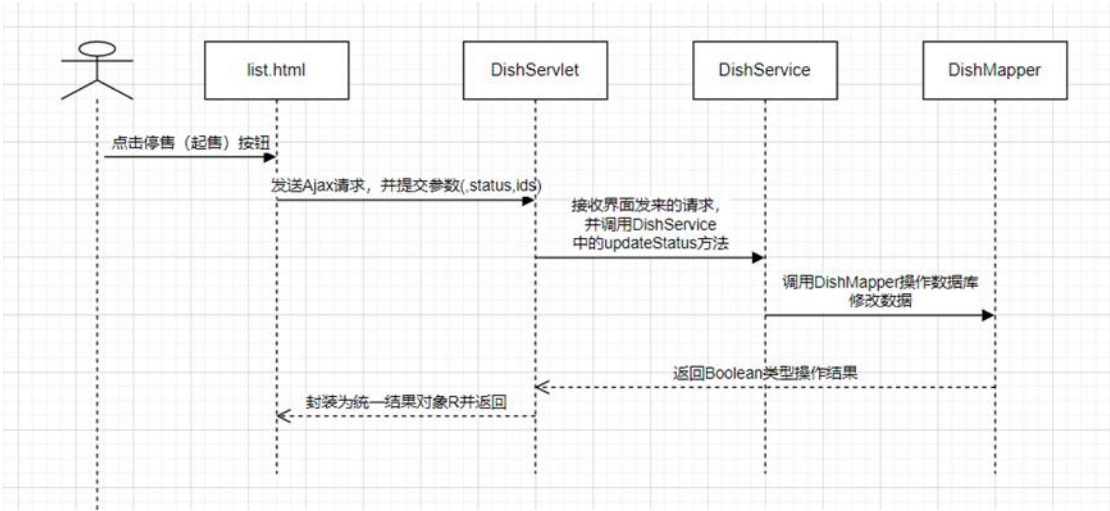 list.html
DishServlet
DishService
DishMapper
点击停售（起售）按钮
发送Ajax请求，并提交参数(,status,ids)
接收界面发来的请求，
并调用DishService
中的updateStatus方法
调用DishMapper操作数据库
修改数据
返回Boolean类型操作结果
封装为统一结果对象R并返回